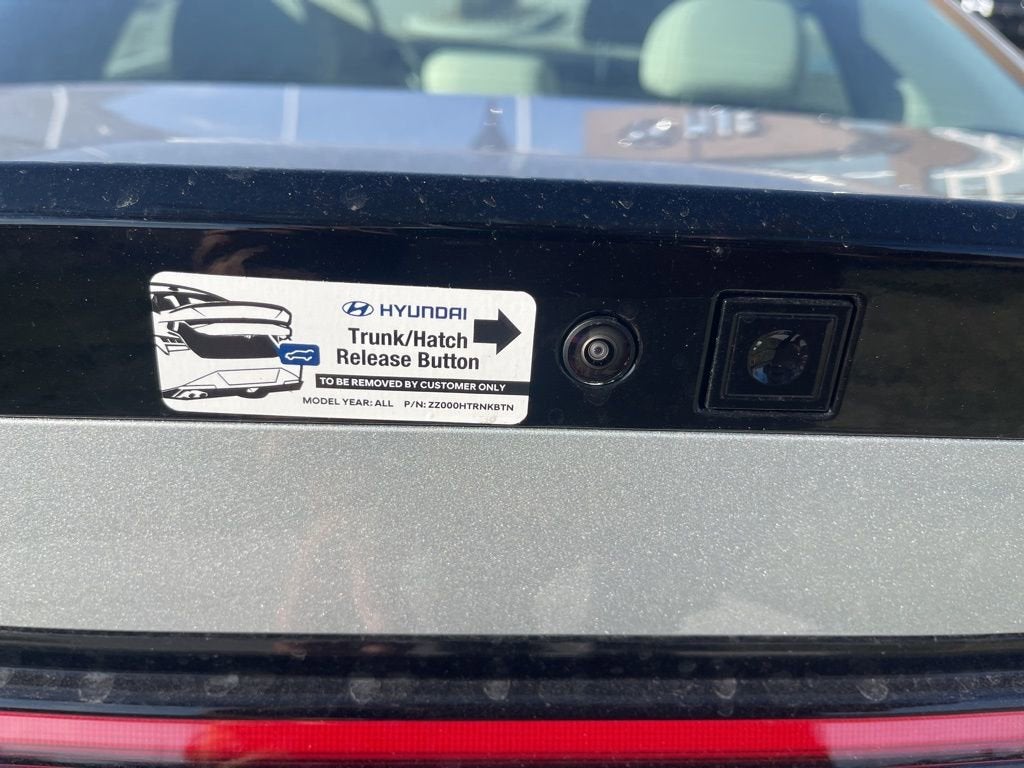 HYUNDAI
Trunk/Hatch
Release Button
TO BE REMOVED BY CUSTOMER ONLY
MODEL YEAR: ALL P/N: ZZ000HTRNKBTN